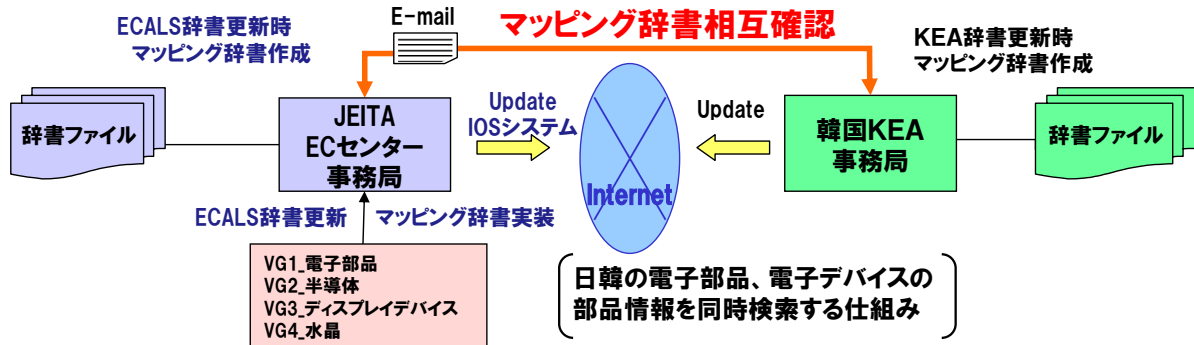 ECALS辞書更新時
マッピング辞書作成
E-mail
マッピング辞書相互確認
KEA辞書更新時
マッピング辞書作成
辞書ファイル
JEITA
ECセンター
事務局
Update
IOSシステム
Internet
Update
韓国KEA
事務局
辞書ファイル
ECALS辞書更新 マッピング辞書実装
VG1_電子部品
VG2_半導体
VG3_ディスプレイデバイス
VG4_水晶
日韓の電子部品、電子デバイスの
部品情報を同時検索する仕組み